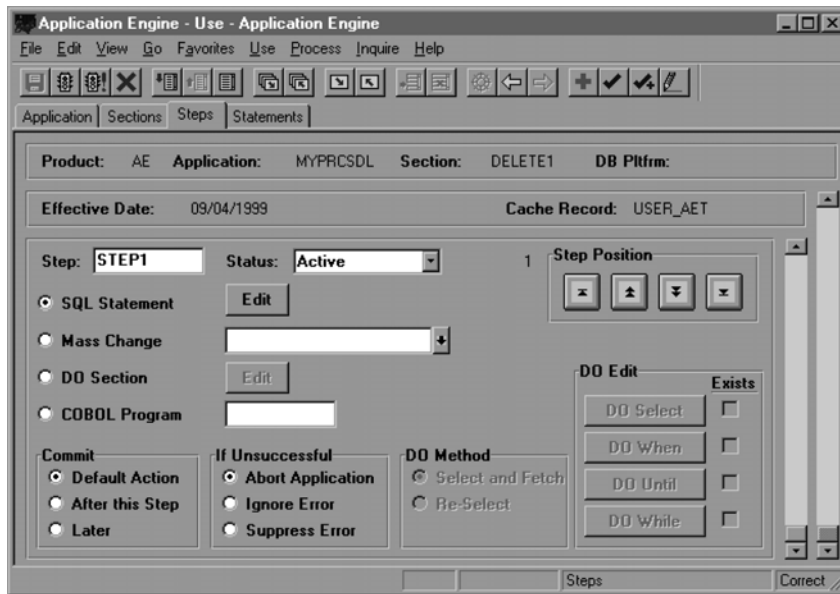 Application Engine - Use - Application Engine
File Edit View Go Favorites Use Process Inquire Help
Application Sections Steps Statements
Product: AE Application: MYPRCSDL Section: DELETE1 DB Pltfrm:
Effective Date: 09/04/1999 Cache Record: USER_AET
Step: STEP1 Status: Active 1 Step Position
SQL Statement Edit
Mass Change
DO Section Edit
COBOL Program
DO Edit Exists
DO Select
DO When
DO Until
DO While
Commit
Default Action
After this Step
Later
If Unsuccessful
Abort Application
Ignore Error
Suppress Error
DO Method
Select and Fetch
Re-Select
Steps Correct